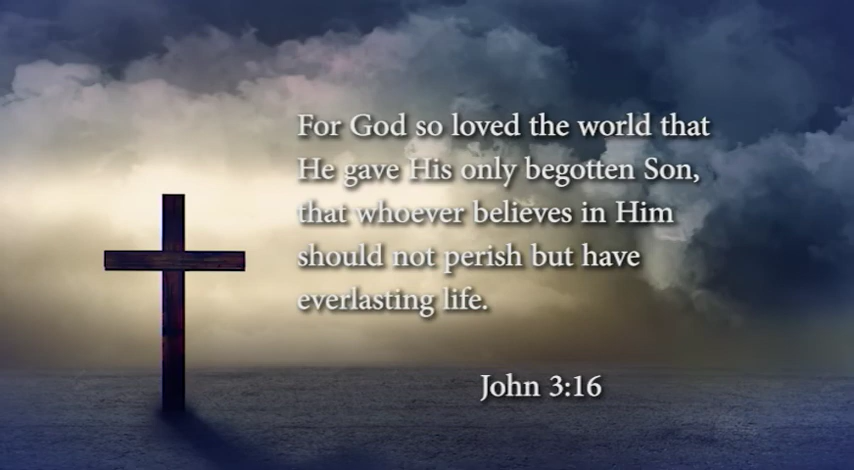 For God so loved the world that
He gave His only begotten Son,
that whoever believes in Him
should not perish but have
everlasting life.
John 3:16